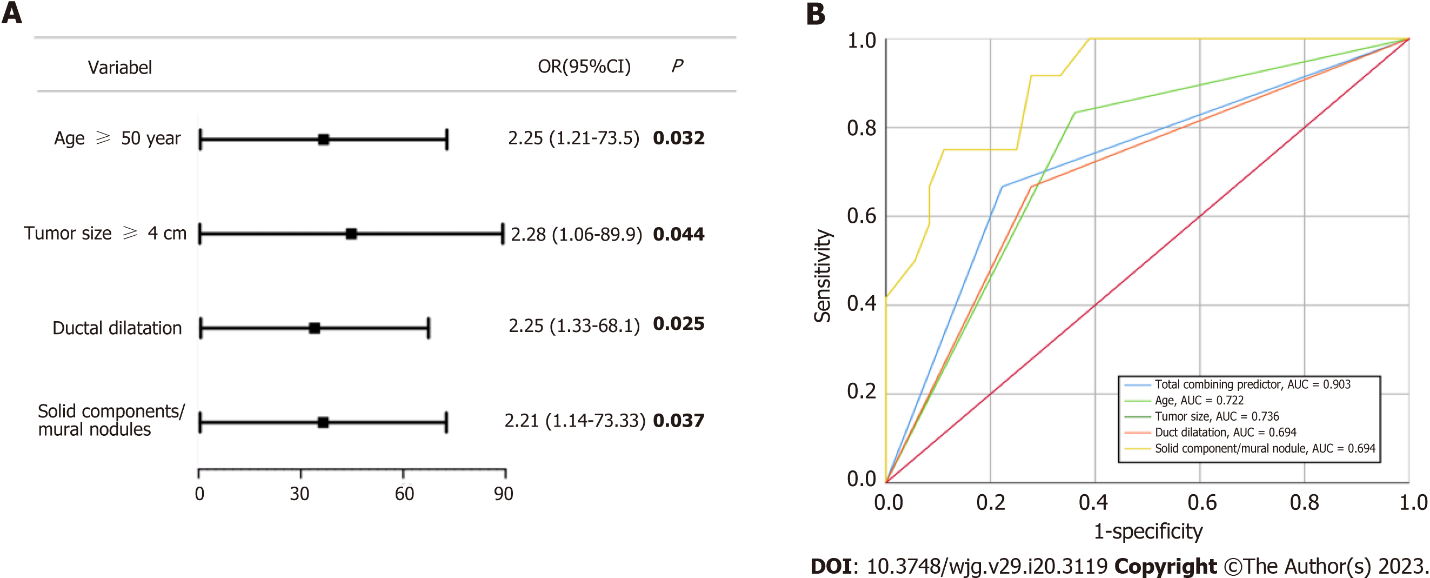 A
Variabel OR(95%CI) P
Age ⩾ 50 year 2.25 (1.21-73.5) 0.032
Tumor size ⩾ 4 cm 2.28 (1.06-89.9) 0.044
Ductal dilatation 2.25 (1.33-68.1) 0.025
Solid components/
mural nodules 2.21 (1.14-73.33) 0.037
0 30 60 90
B
1.0
0.8
0.6
0.4
0.2
0.0
Sensitivity
Total combining predictor, AUC = 0.903
Age, AUC = 0.722
Tumor size, AUC = 0.736
Duct dilatation, AUC = 0.694
Solid component/mural nodule, AUC = 0.694
0.0 0.2 0.4 0.6 0.8 1.0
1-specificity
DOI: 10.3748/wjg.v29.i20.3119 Copyright ©The Author(s) 2023.